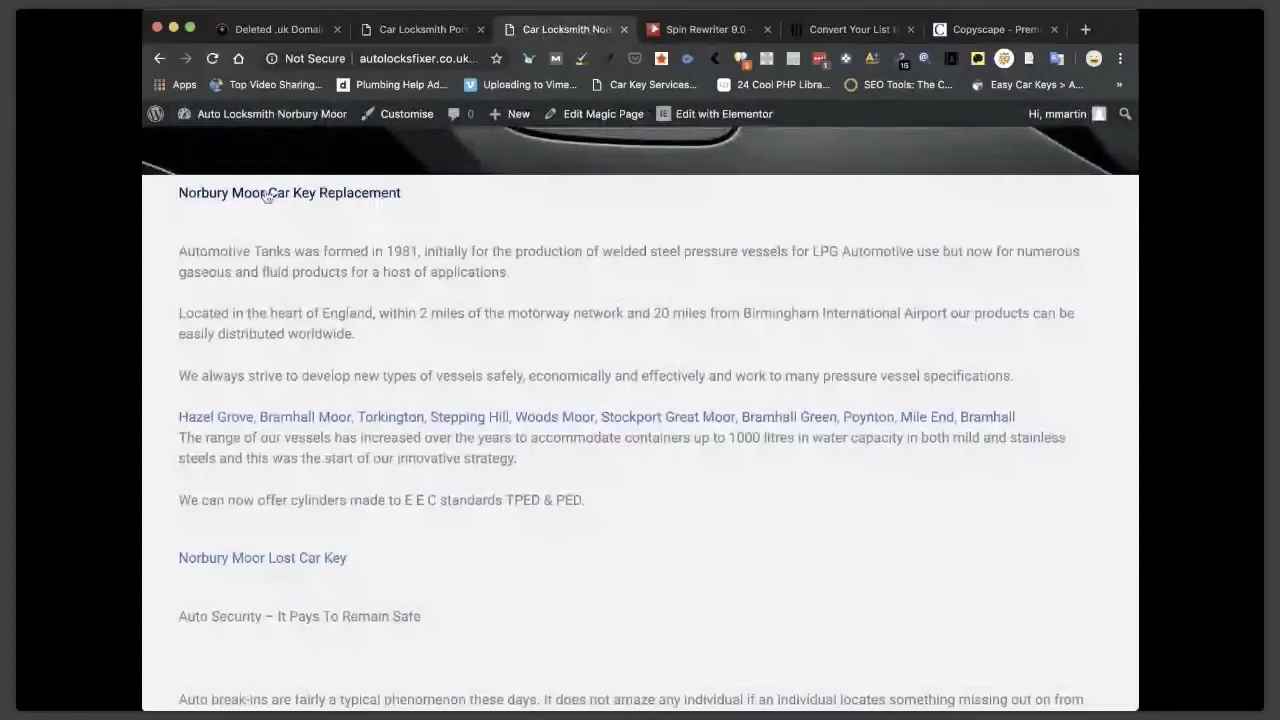 Deleted .uk Domai
Car Locksmith Por
Car Locksmith Nor
Spin Rewriter 9.0 -
Convert Your List
Copyscape - Prem
Not Secure
autolocksfixer.co.uk...
Apps
Top Video Sharing...
Plumbing Help Ad...
Uploading to Vime...
Car Key Services...
24 Cool PHP Libra...
SEO Tools: The C...
Easy Car Keys > A...
»
Auto Locksmith Norbury Moor
Customise
0
New
Edit Magic Page
Edit with Elementor
Hi, mmartin
Norbury Moor Car Key Replacement
Automotive Tanks was formed in 1981, initially for the production of welded steel pressure vessels for LPG Automotive use but now for numerous
gaseous and fluid products for a host of applications.
Located in the heart of England, within 2 miles of the motorway network and 20 miles from Birmingham International Airport our products can be
easily distributed worldwide.
We always strive to develop new types of vessels safely, economically and effectively and work to many pressure vessel specifications.
Hazel Grove, Bramhall Moor, Torkington, Stepping Hill, Woods Moor, Stockport Great Moor, Bramhall Green, Poynton, Mile End, Bramhall
The range of our vessels has increased over the years to accommodate containers up to 1000 litres in water capacity in both mild and stainless
steels and this was the start of our innovative strategy.
We can now offer cylinders made to E E C standards TPED & PED.
Norbury Moor Lost Car Key
Auto Security – It Pays To Remain Safe
Auto break-ins are fairly a typical phenomenon these days. It does not amaze any individual if an individual locates something missing out on from